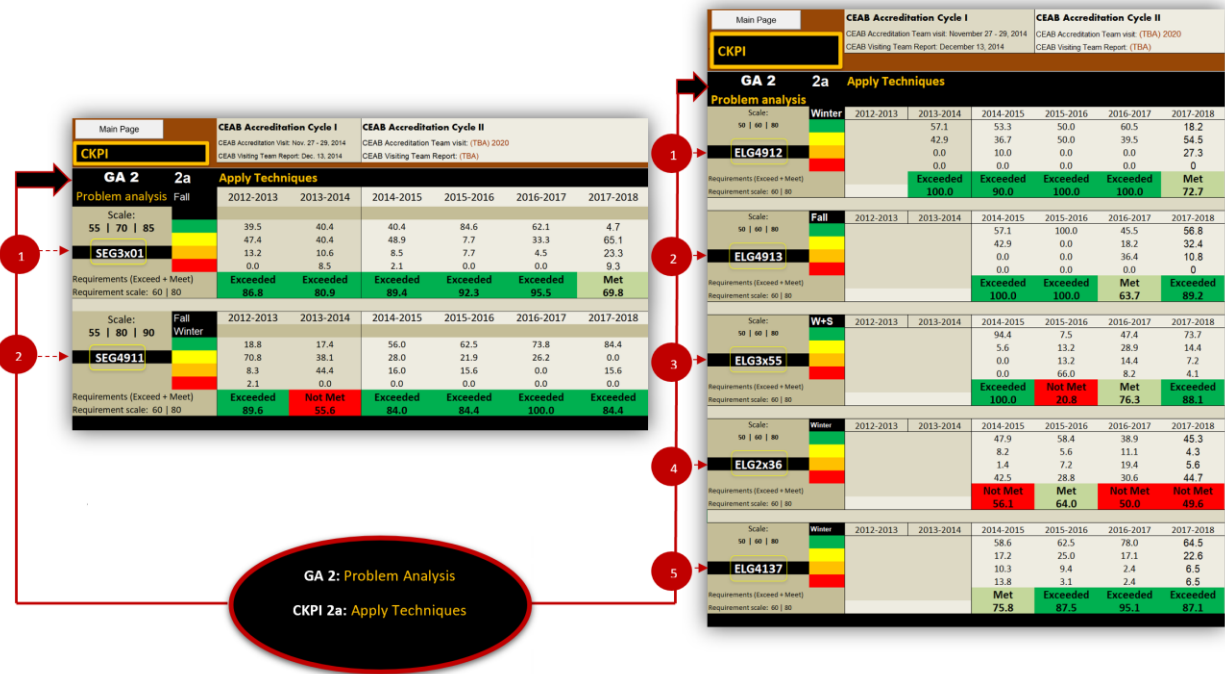 Main Page
CEAB Accreditation Cycle I
CEAB Accreditation Cycle II
CEAB Accreditation Visit: Nov. 27 - 29, 2014
CEAB Accreditation Team visit: (TBA) 2020
CKPI
CEAB Visiting Team Report: Dec. 13, 2014
CEAB Visiting Team Report: (TBA)
GA 2 2a Apply Techniques
Problem analysis Fall 2012-2013 2013-2014 2014-2015 2015-2016 2016-2017 2017-2018
Scale:
55 | 70 | 85 39.5 40.4 40.4 84.6 62.1 4.7
47.4 40.4 48.9 7.7 33.3 65.1
1 SEG3x01 13.2 10.6 8.5 7.7 4.5 23.3
0.0 8.5 2.1 0.0 0.0 9.3
Requirements (Exceed + Meet) Exceeded Exceeded Exceeded Exceeded Exceeded Met
Requirement scale: 60 | 80 86.8 80.9 89.4 92.3 95.5 69.8
Scale: Fall 2012-2013 2013-2014 2014-2015 2015-2016 2016-2017 2017-2018
55 | 80 | 90 Winter
18.8 17.4 56.0 62.5 73.8 84.4
2 SEG4911 70.8 38.1 28.0 21.9 26.2 0.0
8.3 44.4 16.0 15.6 0.0 15.6
2.1 0.0 0.0 0.0 0.0 0.0
Requirements (Exceed + Meet) Exceeded Not Met Exceeded Exceeded Exceeded Exceeded
Requirement scale: 60 | 80 89.6 55.6 84.0 84.4 100.0 84.4
GA 2: Problem Analysis
CKPI 2a: Apply Techniques
Main Page
CEAB Accreditation Cycle I
CEAB Accreditation Cycle II
CEAB Accreditation Team visit: November 27 - 29, 2014
CEAB Accreditation Team visit: (TBA) 2020
CKPI
CEAB Visiting Team Report: December 13, 2014
CEAB Visiting Team Report: (TBA)
GA 2 2a Apply Techniques
Problem analysis
Scale: Winter 2012-2013 2013-2014 2014-2015 2015-2016 2016-2017 2017-2018
50 | 60 | 80 57.1 53.3 50.0 60.5 18.2
42.9 36.7 50.0 39.5 54.5
1 ELG4912 0.0 10.0 0.0 0.0 27.3
0.0 0.0 0.0 0.0 0
Requirements (Exceed + Meet) Exceeded Exceeded Exceeded Exceeded Met
Requirement scale: 60 | 80 100.0 90.0 100.0 100.0 72.7
Scale: Fall 2012-2013 2013-2014 2014-2015 2015-2016 2016-2017 2017-2018
50 | 60 | 80 57.1 100.0 45.5 56.8
42.9 0.0 18.2 32.4
2 ELG4913 0.0 0.0 36.4 10.8
0.0 0.0 0.0 0
Requirements (Exceed + Meet) Exceeded Exceeded Met Exceeded
Requirement scale: 60 | 80 100.0 100.0 63.7 89.2
Scale: W+S 2012-2013 2013-2014 2014-2015 2015-2016 2016-2017 2017-2018
50 | 60 | 80 94.4 7.5 47.4 73.7
5.6 13.2 28.9 14.4
3 ELG3x55 0.0 13.2 14.4 7.2
0.0 66.0 8.2 4.1
Requirements (Exceed + Meet) Exceeded Not Met Met Exceeded
Requirement scale: 60 | 80 100.0 20.8 76.3 88.1
Scale: Winter 2012-2013 2013-2014 2014-2015 2015-2016 2016-2017 2017-2018
50 | 60 | 80 47.9 58.4 38.9 45.3
8.2 5.6 11.1 4.3
4 ELG2x36 1.4 7.2 19.4 5.6
42.5 28.8 30.6 44.7
Requirements (Exceed + Meet) Not Met Met Not Met Not Met
Requirement scale: 60 | 80 56.1 64.0 50.0 49.6
Scale: Winter 2012-2013 2013-2014 2014-2015 2015-2016 2016-2017 2017-2018
50 | 60 | 80 58.6 62.5 78.0 64.5
17.2 25.0 17.1 22.6
5 ELG4137 10.3 9.4 2.4 6.5
13.8 3.1 2.4 6.5
Requirements (Exceed + Meet) Met Exceeded Exceeded Exceeded
Requirement scale: 60 | 80 75.8 87.5 95.1 87.1